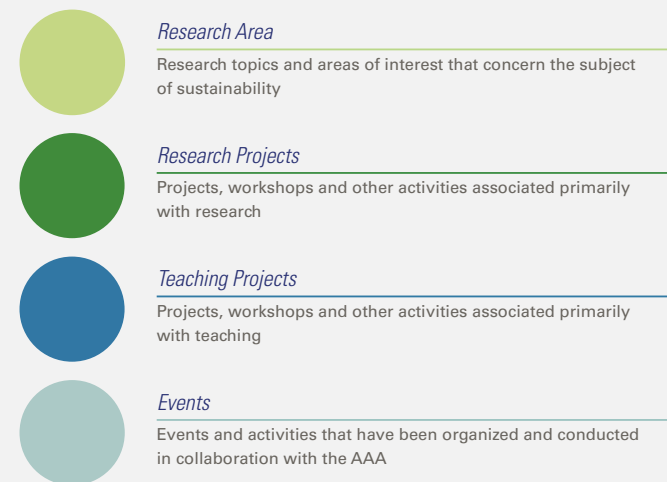 Research Area
Research topics and areas of interest that concern the subject
of sustainability
Research Projects
Projects, workshops and other activities associated primarily
with research
Teaching Projects
Projects, workshops and other activities associated primarily
with teaching
Events
Events and activities that have been organized and conducted
in collaboration with the AAA